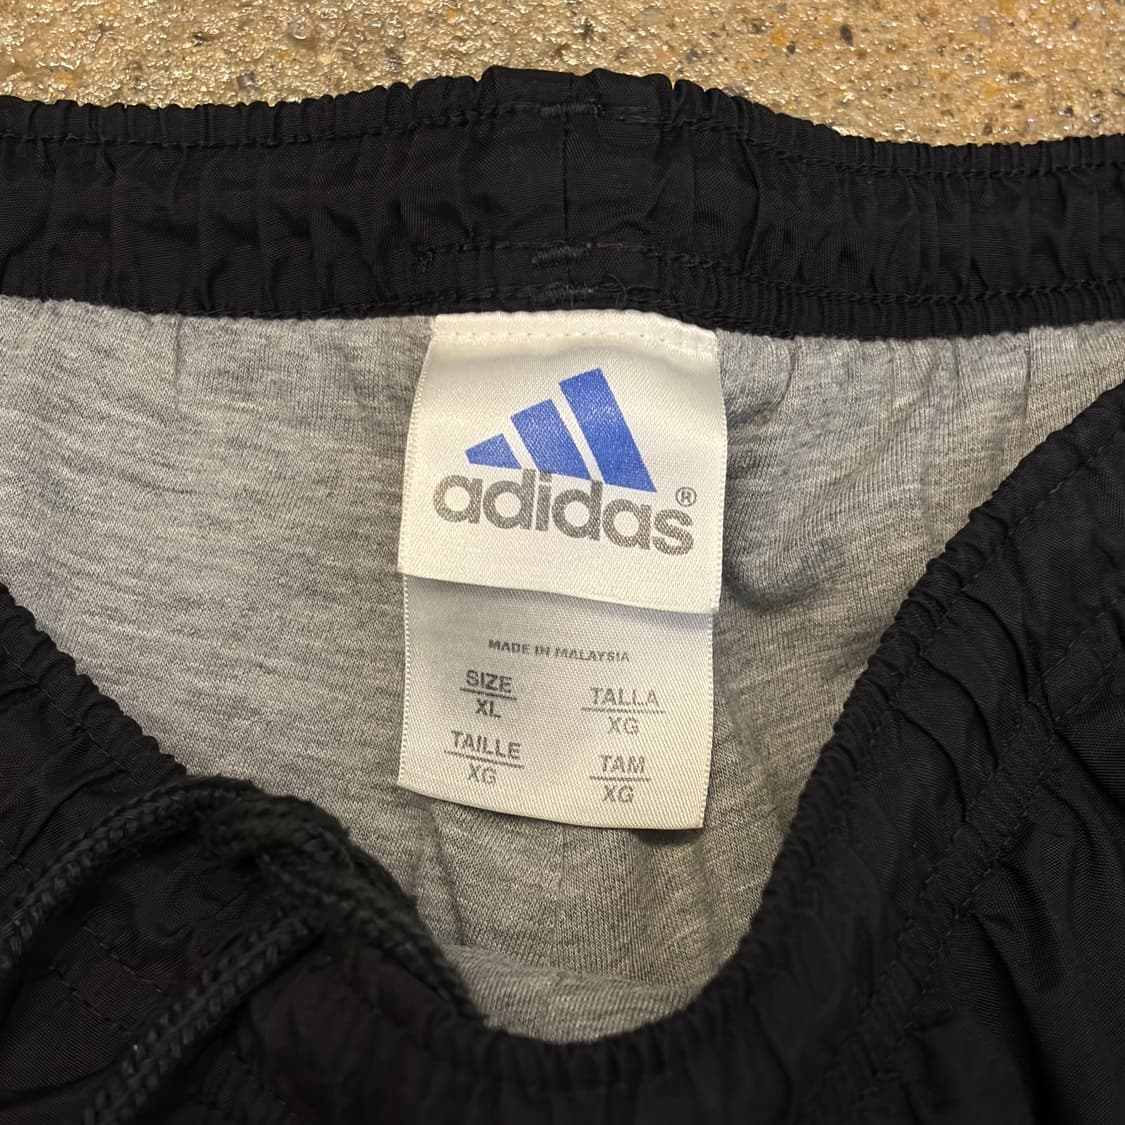 adidas®
MADE IN MALAYSIA
SIZE
XL
TALLA
XG
TAILLE
XG
TAM
XG